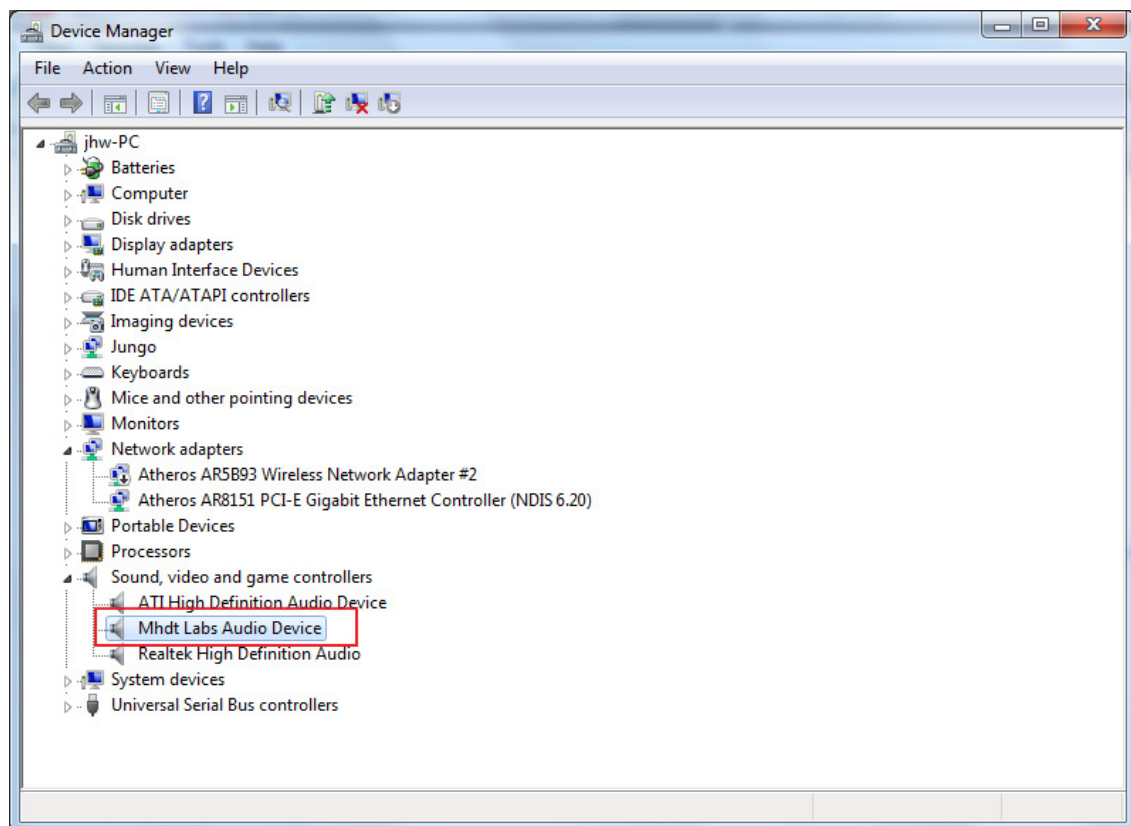 Device Manager
File Action View Help
jhw-PC
Batteries
Computer
Disk drives
Display adapters
Human Interface Devices
IDE ATA/ATAPI controllers
Imaging devices
Jungo
Keyboards
Mice and other pointing devices
Monitors
Network adapters
Atheros AR5B93 Wireless Network Adapter #2
Atheros AR8151 PCI-E Gigabit Ethernet Controller (NDIS 6.20)
Portable Devices
Processors
Sound, video and game controllers
ATI High Definition Audio Device
Mhdt Labs Audio Device
Realtek High Definition Audio
System devices
Universal Serial Bus controllers